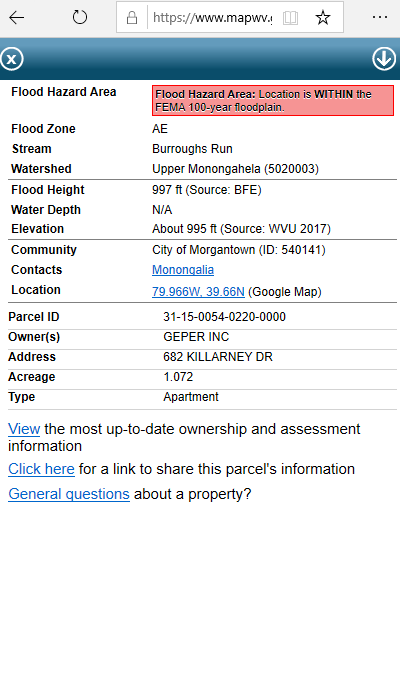 https://www.mapwv.g
x
Flood Hazard Area Flood Hazard Area: Location is WITHIN the
FEMA 100-year floodplain.
Flood Zone AE
Stream Burroughs Run
Watershed Upper Monongahela (5020003)
Flood Height 997 ft (Source: BFE)
Water Depth N/A
Elevation About 995 ft (Source: WVU 2017)
Community City of Morgantown (ID: 540141)
Contacts Monongalia
Location 79.966W, 39.66N (Google Map)
Parcel ID 31-15-0054-0220-0000
Owner(s) GEPER INC
Address 682 KILLARNEY DR
Acreage 1.072
Type Apartment
View the most up-to-date ownership and assessment
information
Click here for a link to share this parcel's information
General questions about a property?